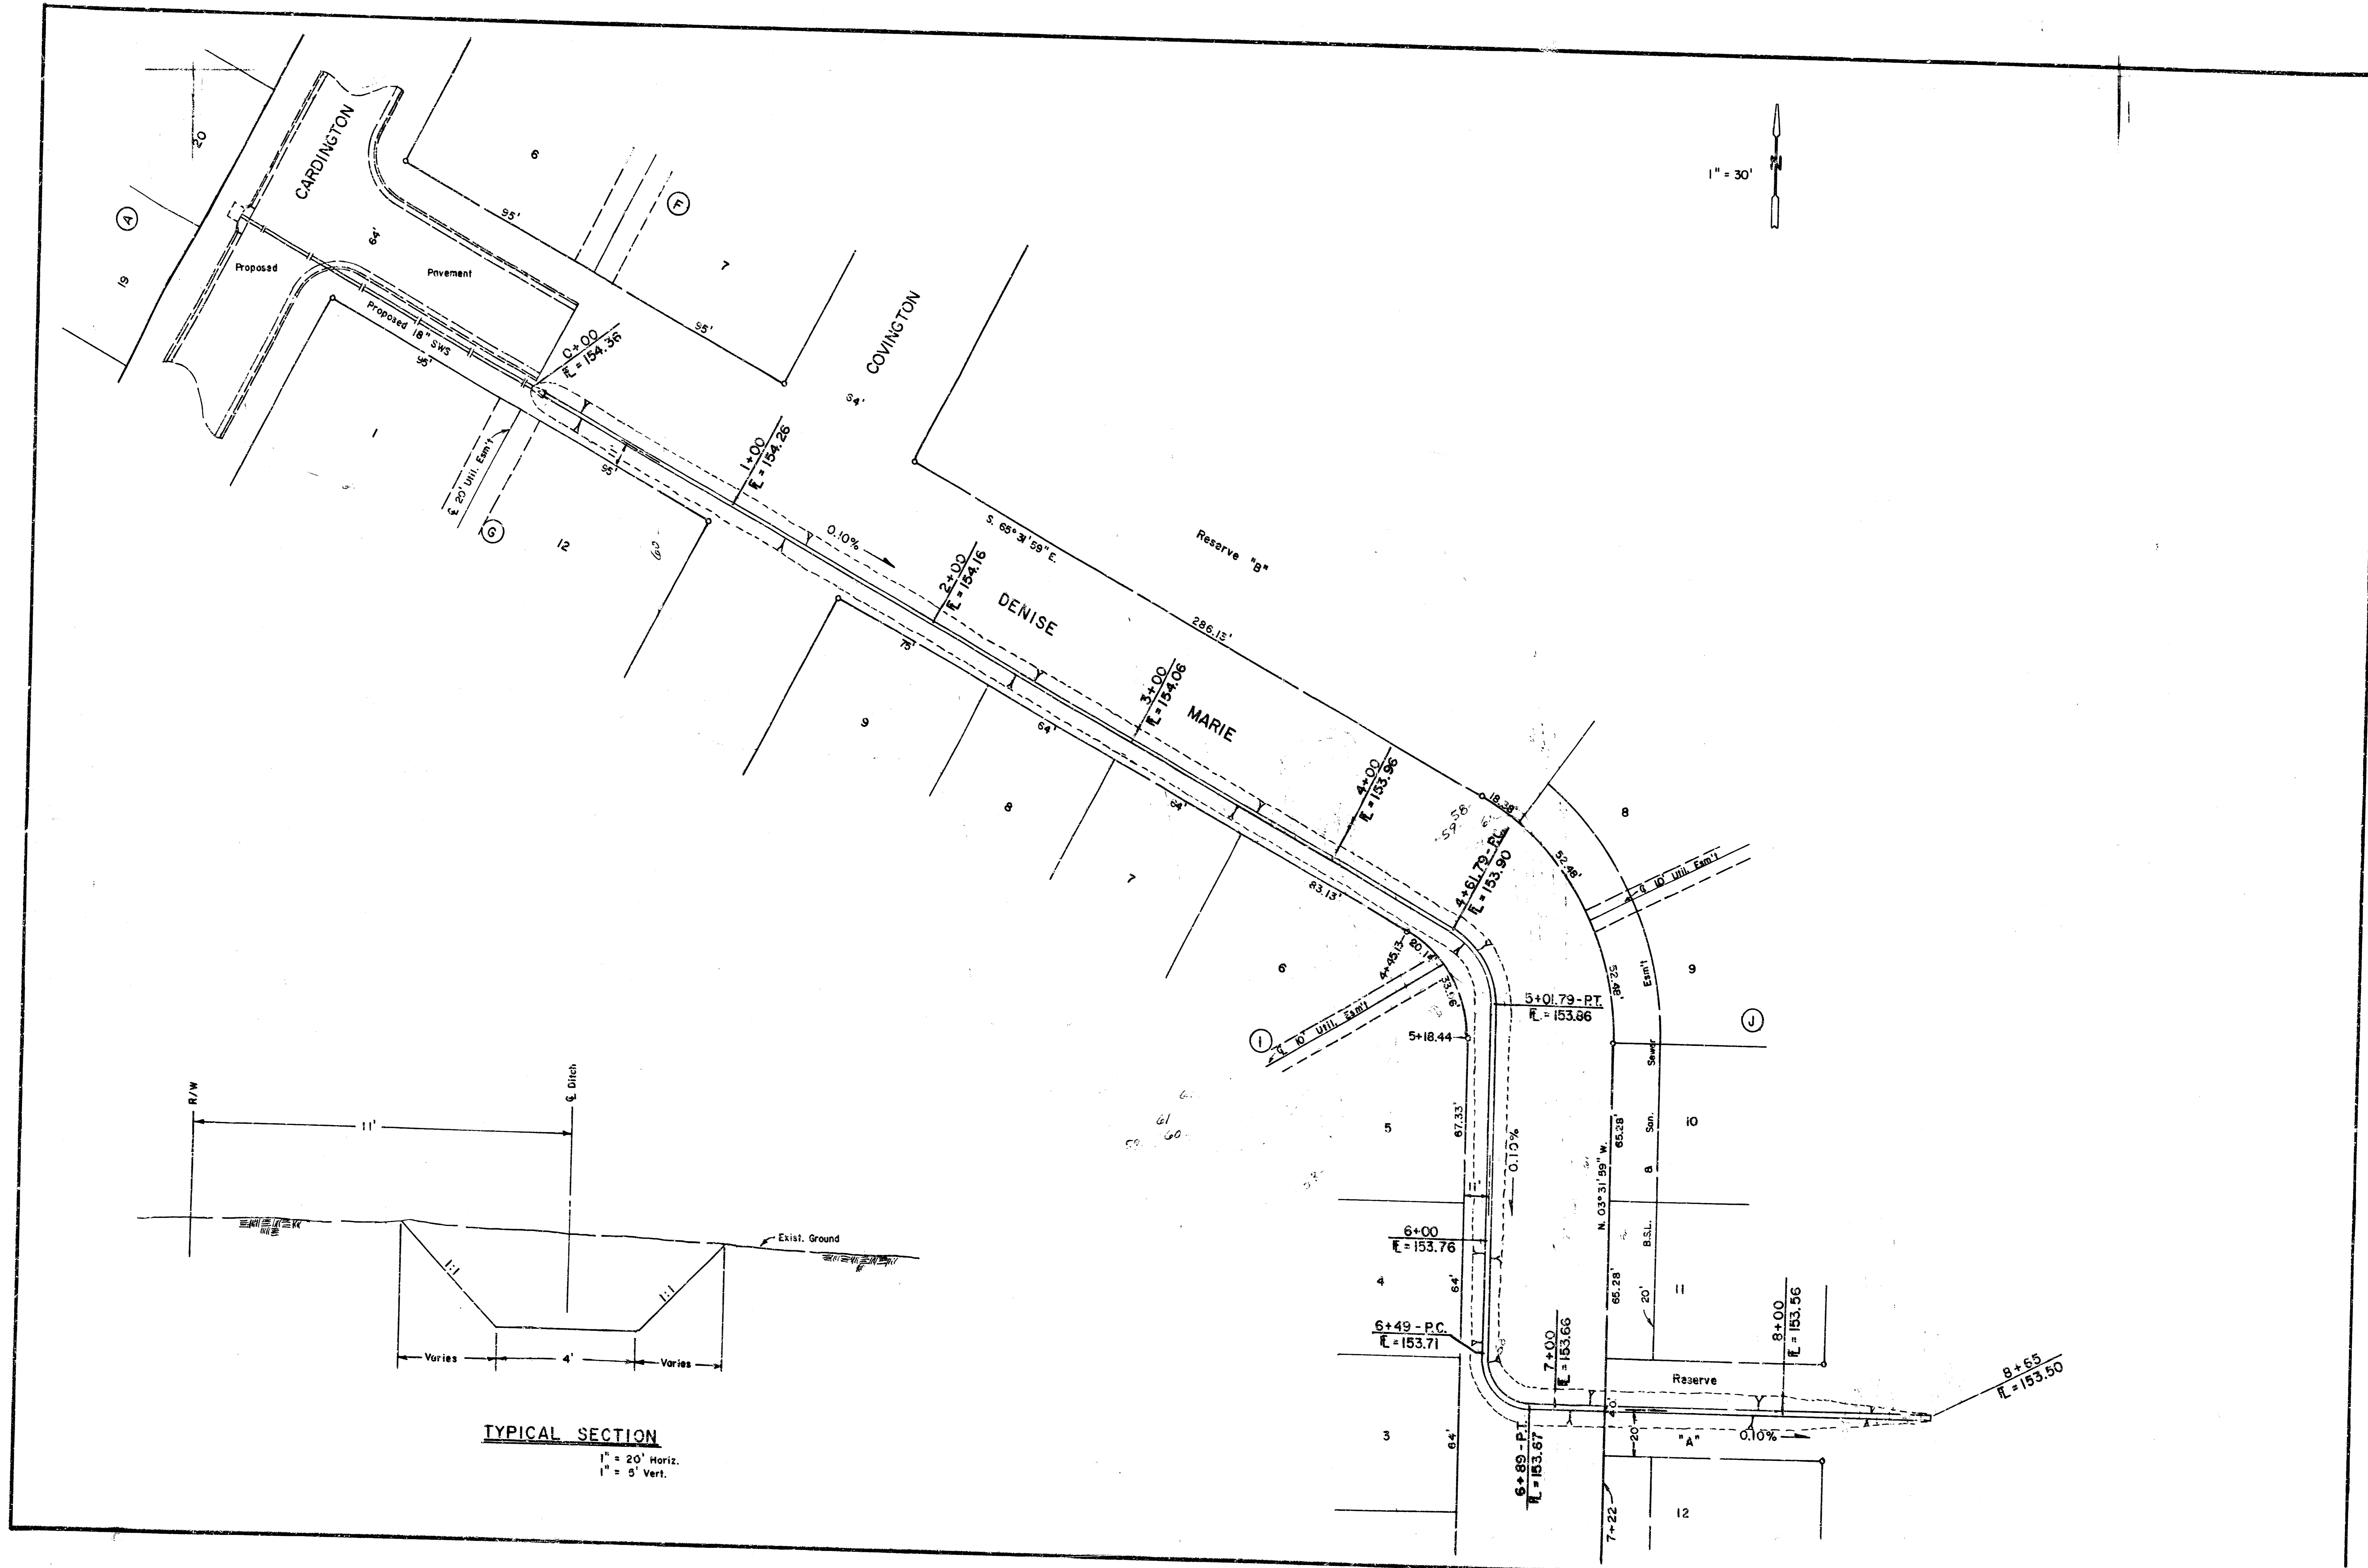 1" = 30'
N
20
CARDINGTON
A
19
64'
Proposed
Pavement
Proposed 18" SWS
95'
6
95'
F
7
95'
COVINGTON
64'
0+00
FL = 154.36
1
℄ 20' Util. Esm't
G
12
11'
95'
60
1+00
FL = 154.26
0.10%
S. 65° 31' 59" E.
Reserve "B"
2+00
FL = 154.16
DENISE
286.13'
75'
9
3+00
FL = 154.06
MARIE
64'
8
64'
7
4+00
FL = 153.96
83.13'
58
59
18.38'
8
4+61.79 - P.C.
FL = 153.90
52.48'
℄ 10' Util. Esm't
6
4+45.13
20.14'
33.96'
℄ 10' Util. Esm't
I
5+01.79 - P.T.
FL = 153.86
52.48'
Esm't
9
J
5+18.44
Sewer
San.
&
B.S.L.
20'
5
67.33'
0.10%
65.28'
10
61
60
N. 03° 31' 59" W.
11'
6+00
FL = 153.76
4
64'
65.28'
11
6+49 - P.C.
FL = 153.71
7+00
FL = 153.66
8+00
FL = 153.56
8+65
FL = 153.50
Reserve
"A"
40'
20'
0.10%
3
64'
6+89 - P.T.
FL = 153.67
7+22
12
R/W
11'
℄ Ditch
Exist. Ground
1:1
1:1
Varies
4'
Varies
TYPICAL SECTION
1" = 20' Horiz.
1" = 5' Vert.